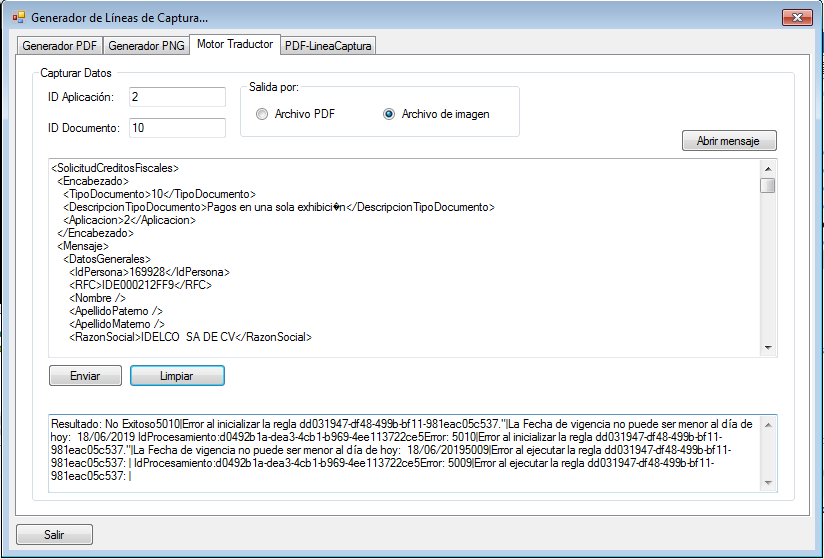 Generador de Líneas de Captura...
Generador PDF Generador PNG Motor Traductor PDF-LineaCaptura
Capturar Datos
ID Aplicación: 2
Salida por:
Archivo PDF Archivo de imagen
ID Documento: 10
Abrir mensaje
<SolicitudCreditosFiscales>
<Encabezado>
<TipoDocumento>10</TipoDocumento>
<DescripcionTipoDocumento>Pagos en una sola exhibici�n</DescripcionTipoDocumento>
<Aplicacion>2</Aplicacion>
</Encabezado>
<Mensaje>
<DatosGenerales>
<IdPersona>169928</IdPersona>
<RFC>IDE000212FF9</RFC>
<Nombre />
<ApellidoPaterno />
<ApellidoMaterno />
<RazonSocial>IDELCO SA DE CV</RazonSocial>
Enviar Limpiar
Resultado: No Exitoso5010|Error al inicializar la regla dd031947-df48-499b-bf11-981eac05c537."|La Fecha de vigencia no puede ser menor al día de
hoy: 18/06/2019 IdProcesamiento:d0492b1a-dea3-4cb1-b969-4ee113722ce5Error: 5010|Error al inicializar la regla dd031947-df48-499b-bf11-
981eac05c537."|La Fecha de vigencia no puede ser menor al día de hoy: 18/06/20195009|Error al ejecutar la regla dd031947-df48-499b-bf11-
981eac05c537: | IdProcesamiento:d0492b1a-dea3-4cb1-b969-4ee113722ce5Error: 5009|Error al ejecutar la regla dd031947-df48-499b-bf11-
981eac05c537: |
Salir